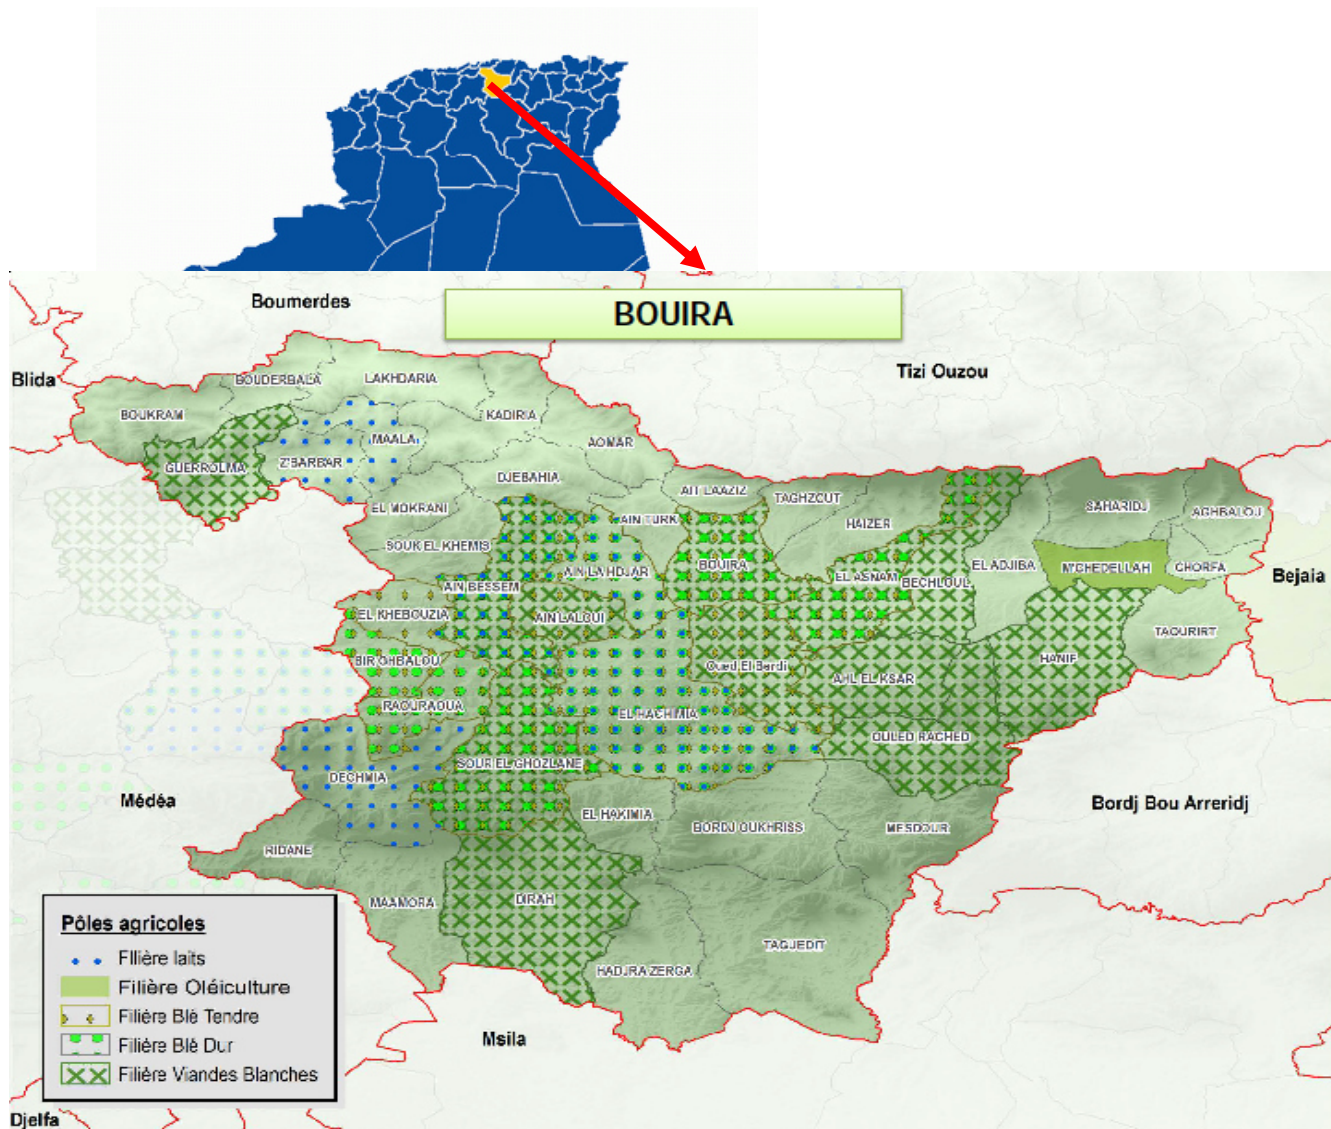 BOUIRA
Boumerdes
Blida
Tizi Ouzou
BOUDERBALA
LAKHDARIA
BOUKRAM
KADIRIA
MAALA
AOMAR
GUERROUMA
Z'BARBAR
DJEBAHIA
AIT LAAZIZ
TAGHZOUT
SAHARIDJ
AGHBALOU
EL MOKRANI
AIN TURK
HAIZER
SOUK EL KHEMIS
BOUIRA
EL ADJIBA
M'CHEDELLAH
CHORFA
Bejaia
AIN LAHDJAR
EL ASNAM
BECHLOUL
AIN BESSEM
EL KHEBOUZIA
AIN LALOUI
TAOURIRT
BIR GHBALOU
Oued El Berdi
HANIF
AHL EL KSAR
RAOURAOUA
EL HACHIMIA
OULED RACHED
DECHMIA
SOUR EL GHOZLANE
Médéa
Bordj Bou Arreridj
EL HAKIMIA
BORDJ OUKHRISS
MESDOUR
RIDANE
MAAMORA
DIRAH
TAGUEDIT
HADJRA ZERGA
Msila
Djelfa
Pôles agricoles
Filière laits
Filière Oléiculture
Filière Blé Tendre
Filière Blé Dur
Filière Viandes Blanches